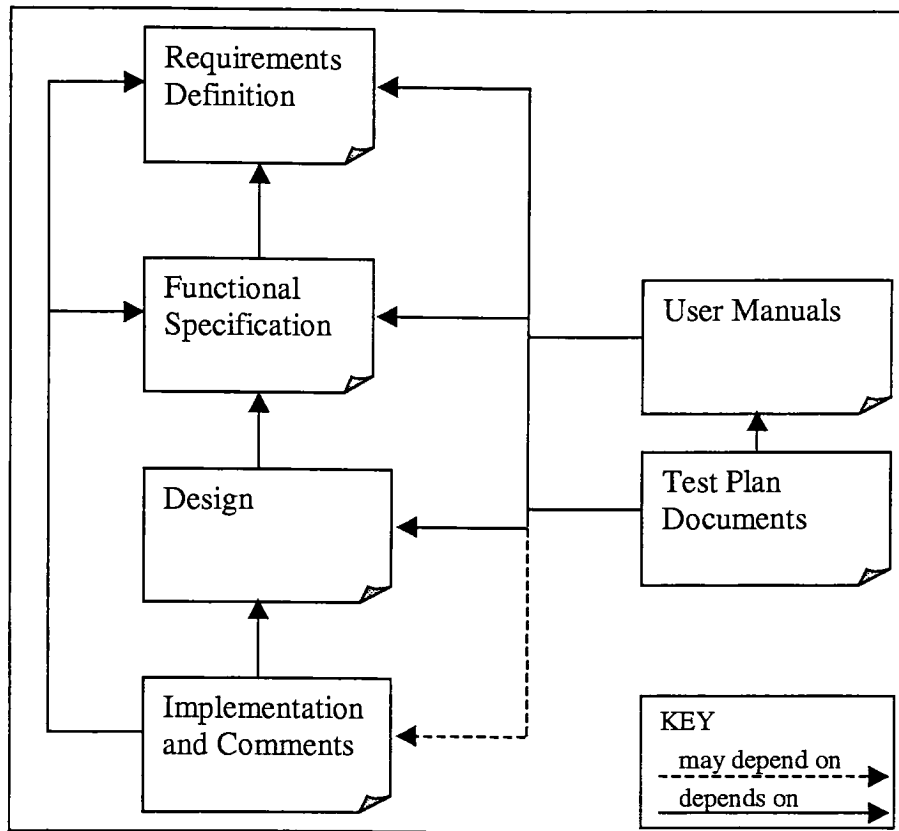 Requirements
Definition
Functional
Specification
User Manuals
Design
Test Plan
Documents
Implementation
and Comments
KEY
may depend on
depends on